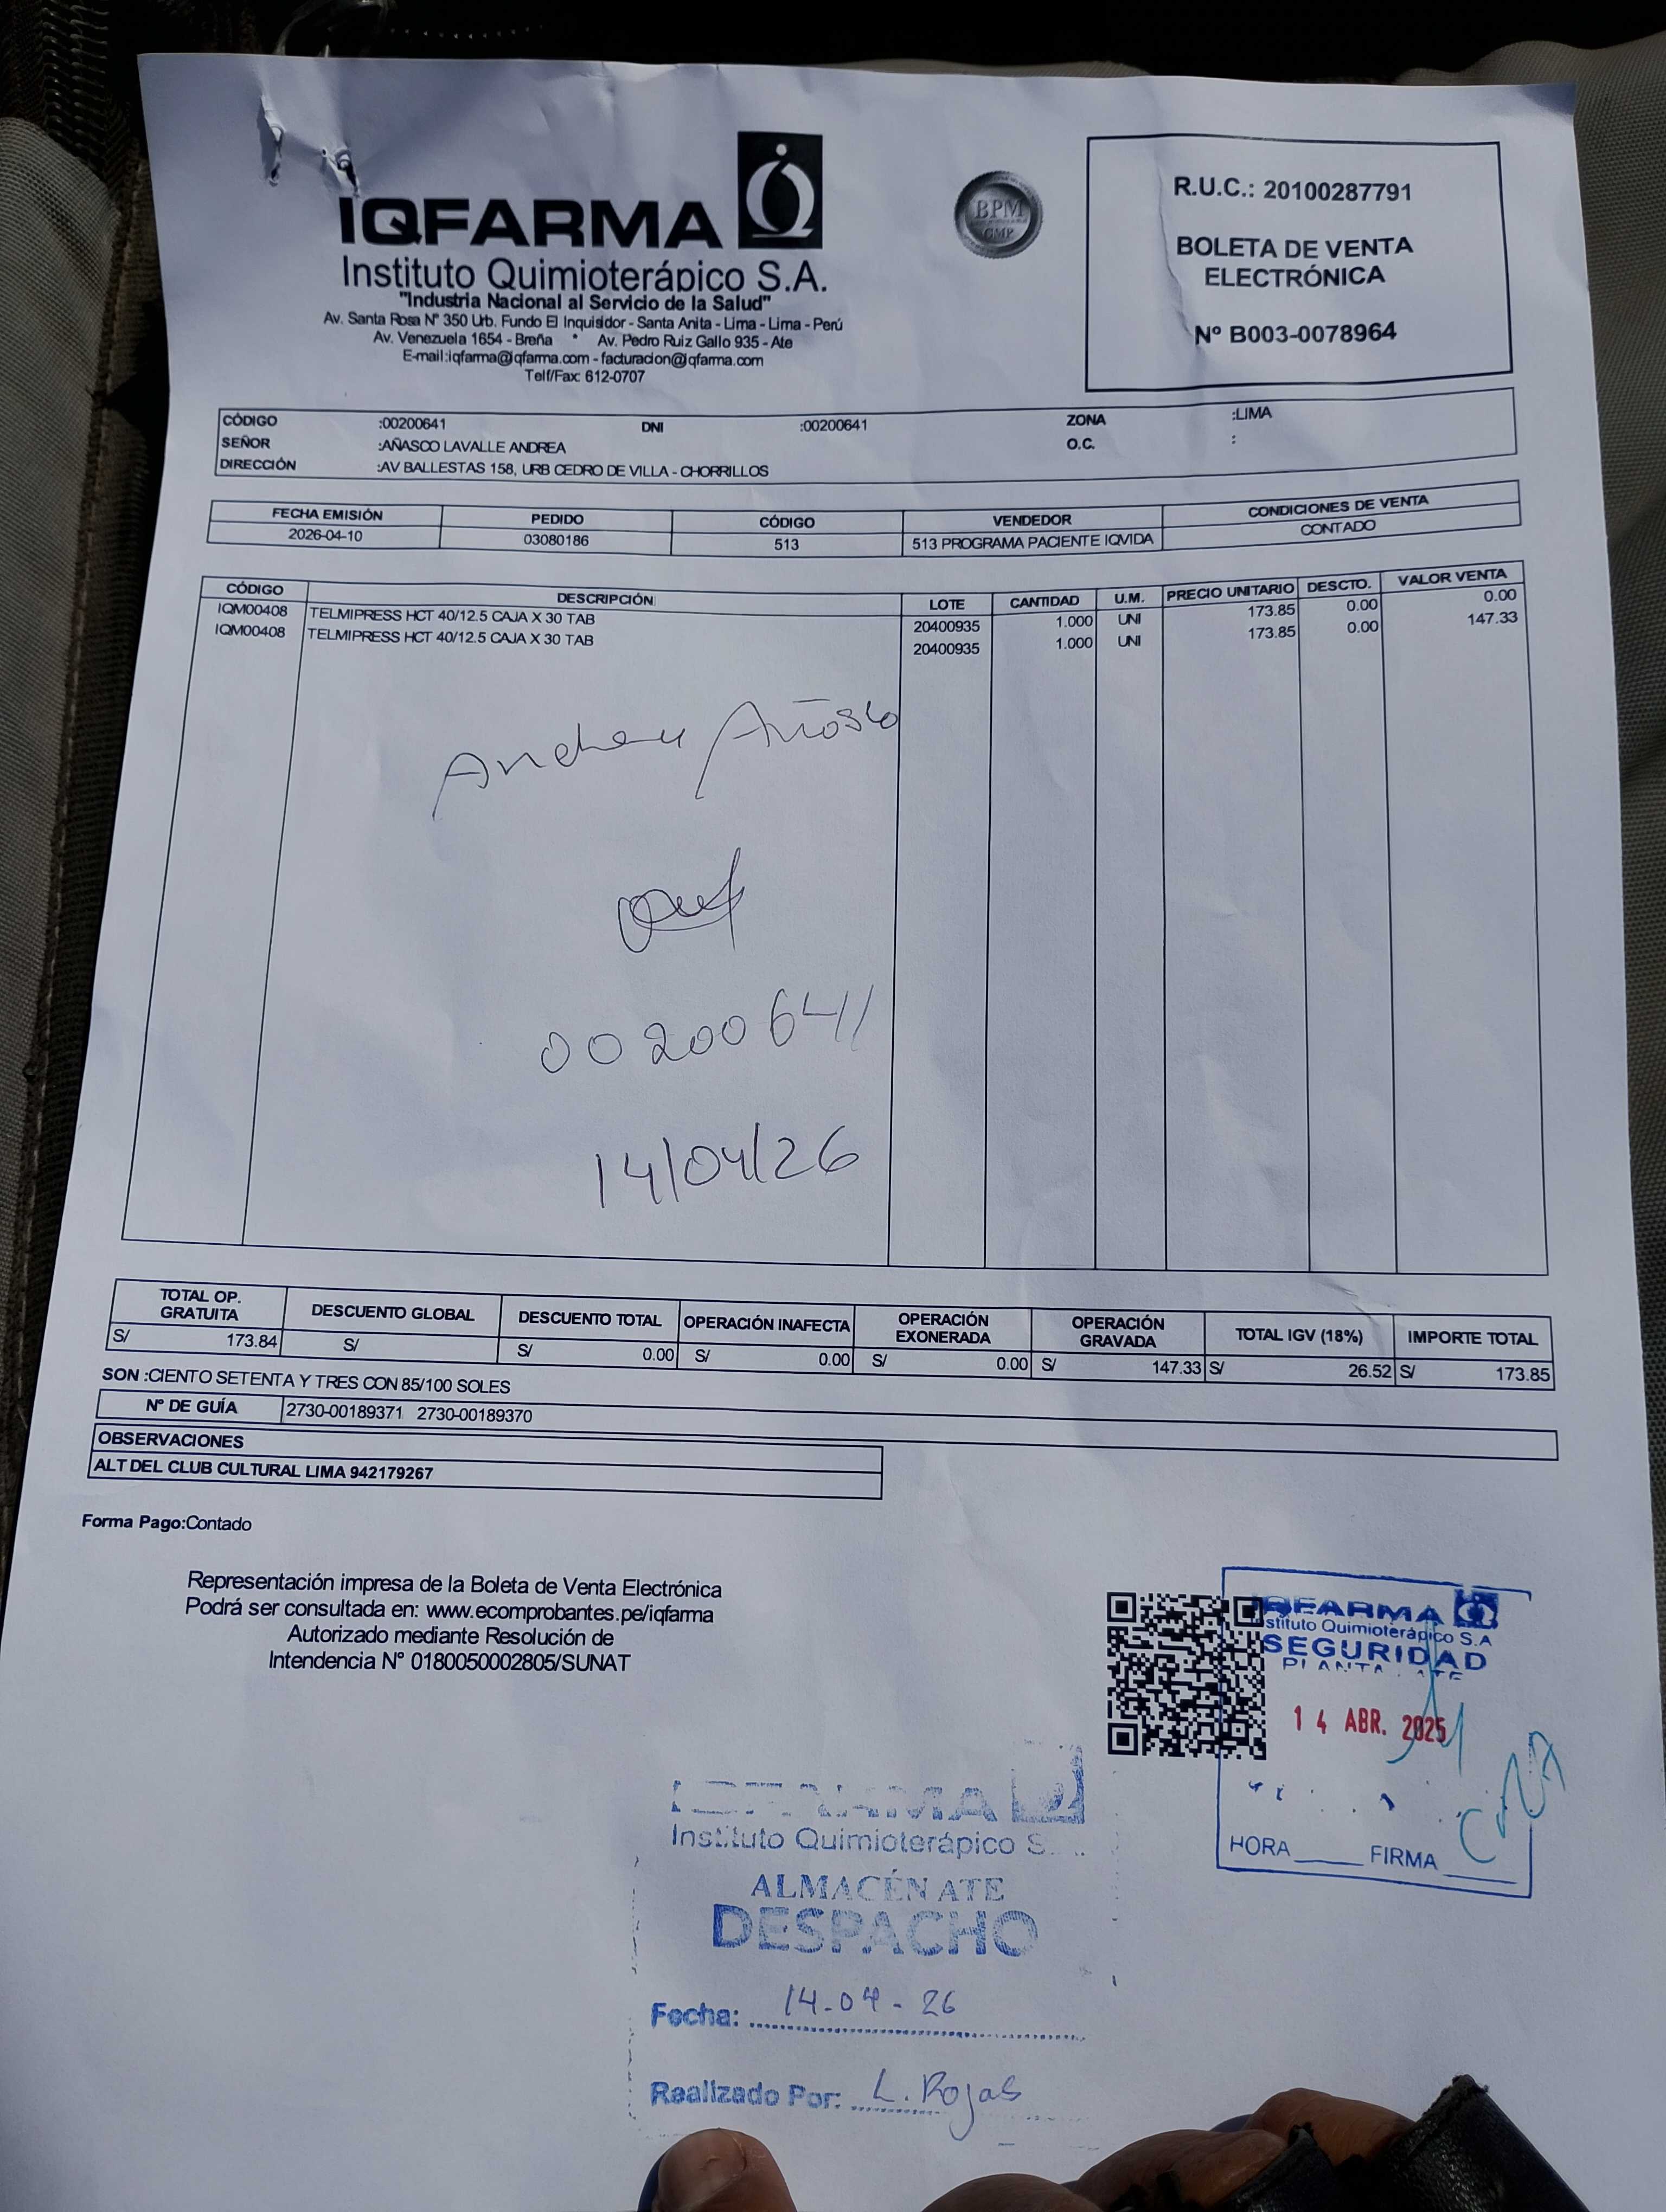 IQFARMA
Instituto Quimioterápico S.A.
"Industria Nacional al Servicio de la Salud"
Av. Santa Rosa N° 350 Urb. Fundo El Inquisidor - Santa Anita - Lima - Lima - Perú
Av. Venezuela 1654 - Breña * Av. Pedro Ruiz Gallo 935 - Ate
E-mail:iqfarma@iqfarma.com - facturacion@iqfarma.com
Telf/Fax: 612-0707
BPM
GMP
R.U.C.: 20100287791
BOLETA DE VENTA
ELECTRÓNICA
Nº B003-0078964
CÓDIGO :00200641 DNI :00200641 ZONA :LIMA
SEÑOR :AÑASCO LAVALLE ANDREA O.C. :
DIRECCIÓN :AV BALLESTAS 158, URB CEDRO DE VILLA - CHORRILLOS
FECHA EMISIÓN PEDIDO CÓDIGO VENDEDOR CONDICIONES DE VENTA
2026-04-10 03080186 513 513 PROGRAMA PACIENTE IQVIDA CONTADO
CÓDIGO DESCRIPCIÓN LOTE CANTIDAD U.M. PRECIO UNITARIO DESCTO. VALOR VENTA
IQM00408 TELMIPRESS HCT 40/12.5 CAJA X 30 TAB 20400935 1.000 UNI 173.85 0.00 0.00
IQM00408 TELMIPRESS HCT 40/12.5 CAJA X 30 TAB 20400935 1.000 UNI 173.85 0.00 147.33
Andrea Añasco
00200641
14/04/26
TOTAL OP. GRATUITA DESCUENTO GLOBAL DESCUENTO TOTAL OPERACIÓN INAFECTA OPERACIÓN EXONERADA OPERACIÓN GRAVADA TOTAL IGV (18%) IMPORTE TOTAL
S/ 173.84 S/ S/ 0.00 S/ 0.00 S/ 0.00 S/ 147.33 S/ 26.52 S/ 173.85
SON :CIENTO SETENTA Y TRES CON 85/100 SOLES
Nº DE GUÍA 2730-00189371 2730-00189370
OBSERVACIONES
ALT DEL CLUB CULTURAL LIMA 942179267
Forma Pago:Contado
Representación impresa de la Boleta de Venta Electrónica
Podrá ser consultada en: www.ecomprobantes.pe/iqfarma
Autorizado mediante Resolución de
Intendencia N° 0180050002805/SUNAT
IQFARMA
stituto Quimioterápico S.A
SEGURIDAD
PLANTA ATE
14 ABR. 2025
HORA FIRMA
IQFARMA
Instituto Quimioterápico S.
ALMACÉN ATE
DESPACHO
Fecha: 14-04-26
Realizado Por: L. Rojas